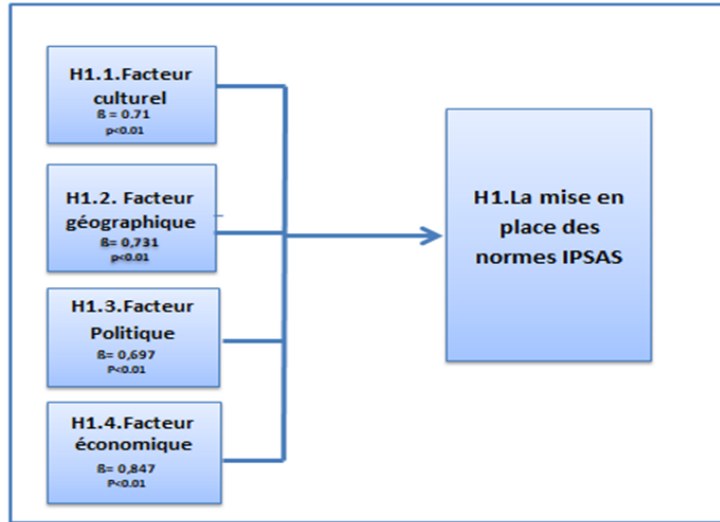 H1.1.Facteur
culturel
ß = 0.71
p<0.01
H1.2. Facteur
géographique
ß= 0,731
p<0.01
H1.3.Facteur
Politique
ß= 0,697
P<0.01
H1.4.Facteur
économique
ß= 0,847
P<0.01
H1.La mise en
place des
normes IPSAS